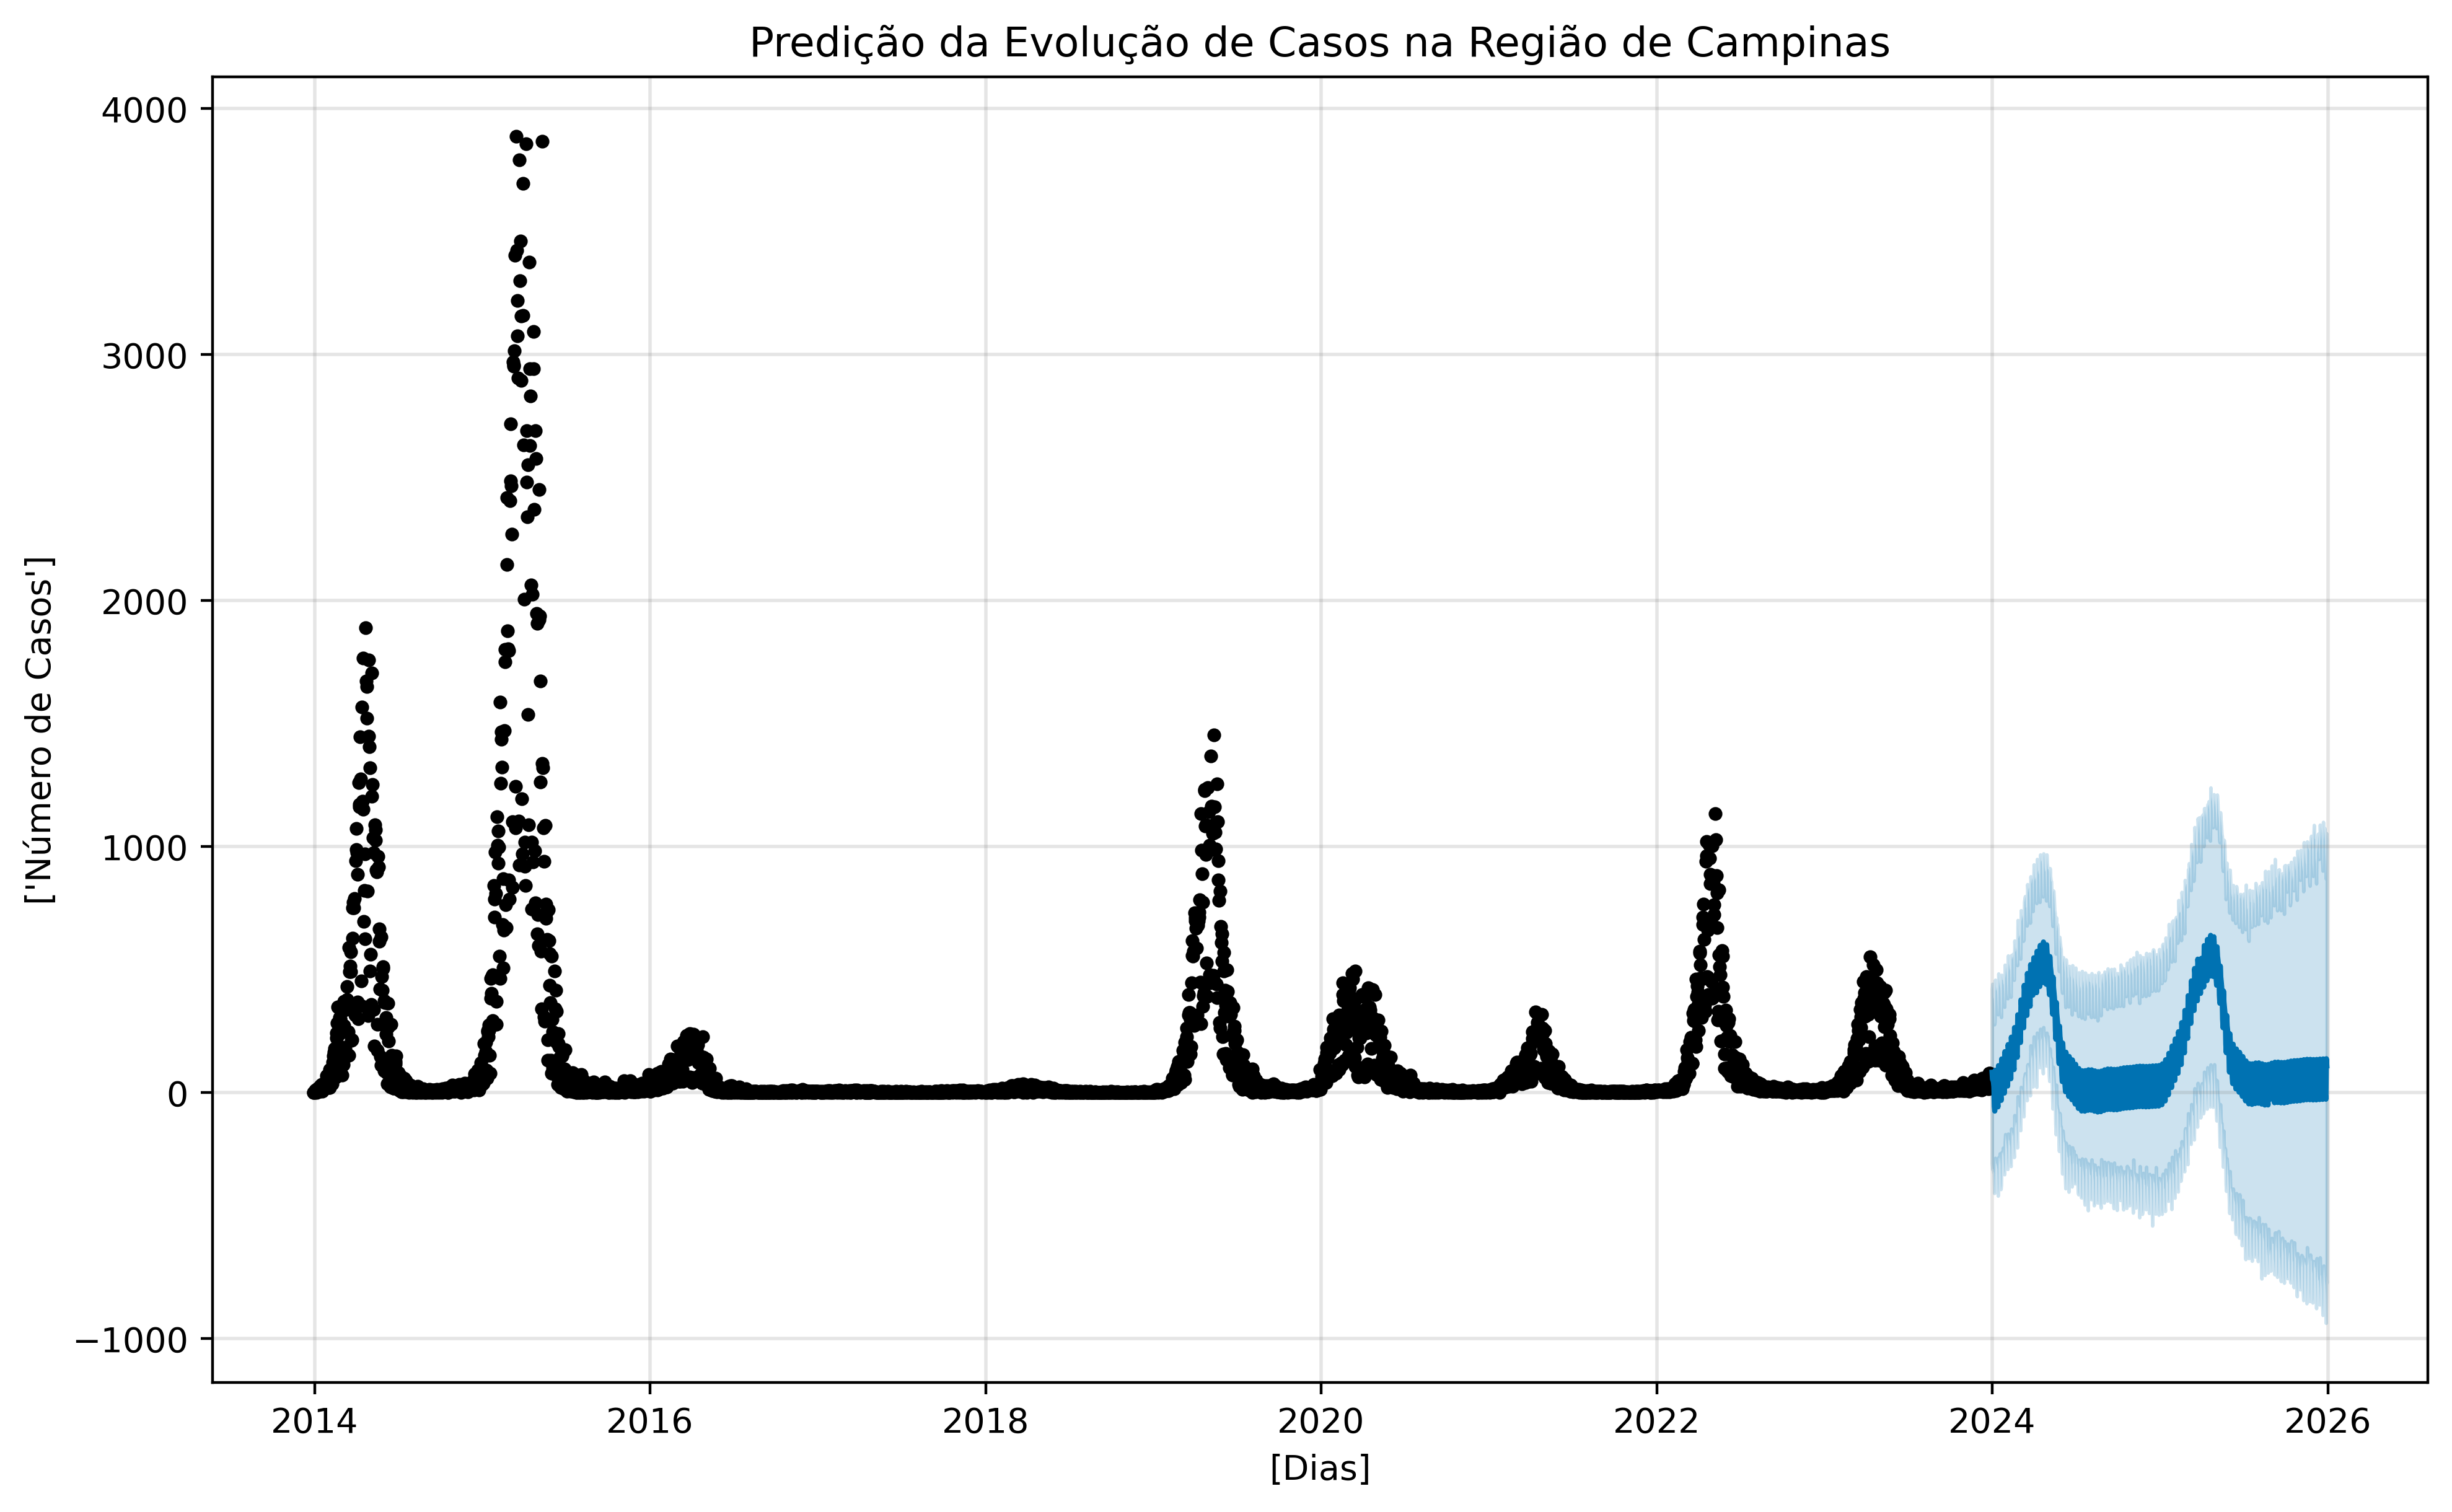 Predição da Evolução de Casos na Região de Campinas
4000
3000
2000
1000
0
−1000
['Número de Casos']
2014 2016 2018 2020 2022 2024 2026
[Dias]